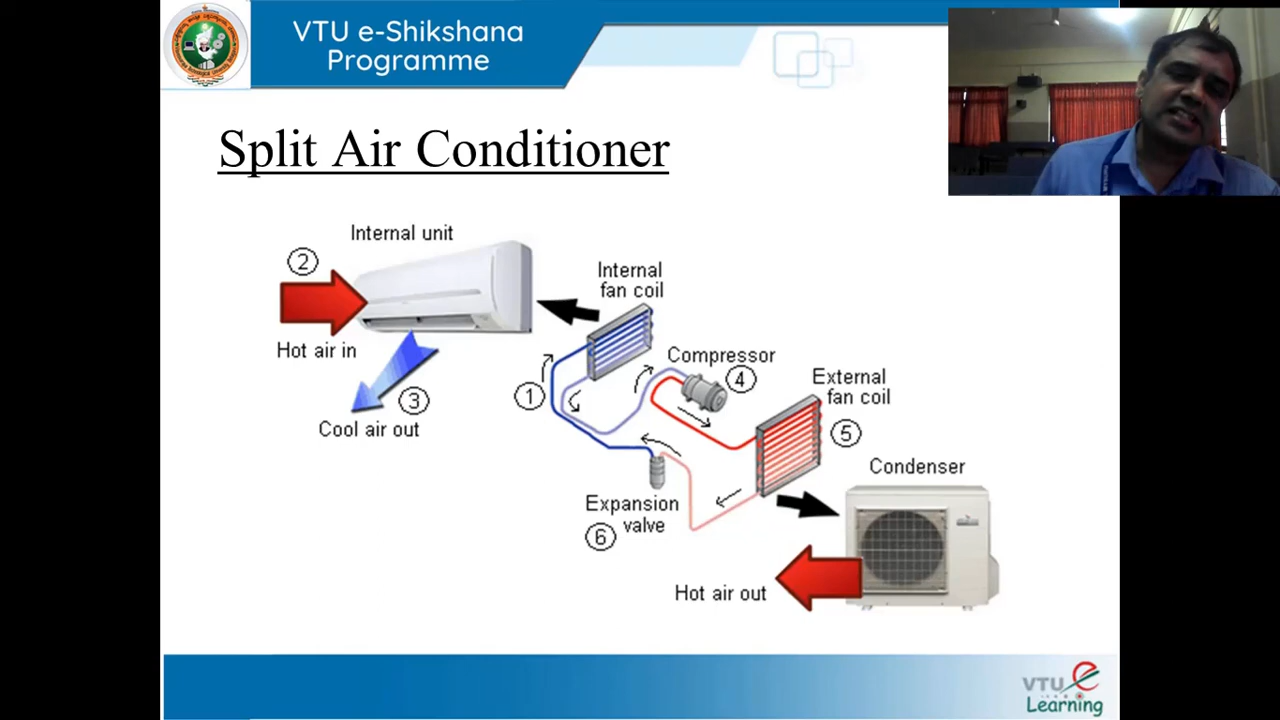 VTU e-Shikshana
Programme
Split Air Conditioner
Internal unit
2
Hot air in
3
Cool air out
Internal
fan coil
1
Compressor
4
External
fan coil
5
Expansion
valve
6
Condenser
Hot air out
VTU e
Learning